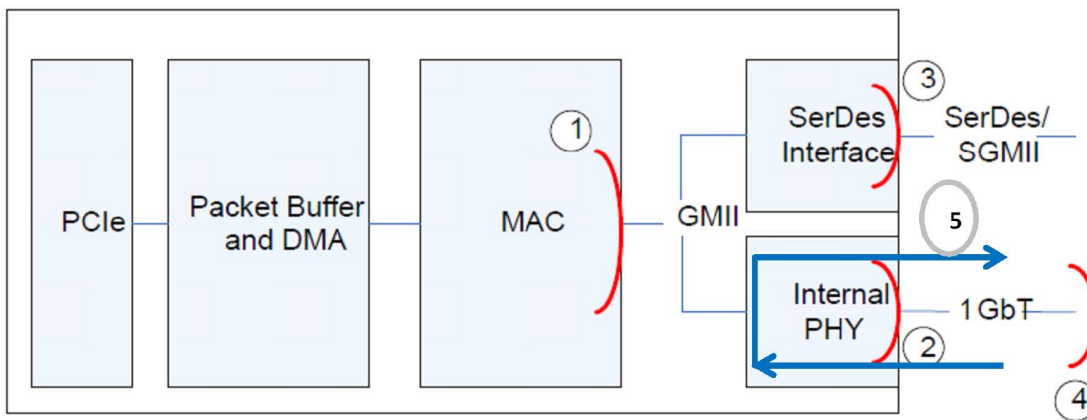 PCIe
Packet Buffer
and DMA
MAC
1
GMII
SerDes
Interface
3
SerDes/
SGMII
5
Internal
PHY
2
1GbT
4